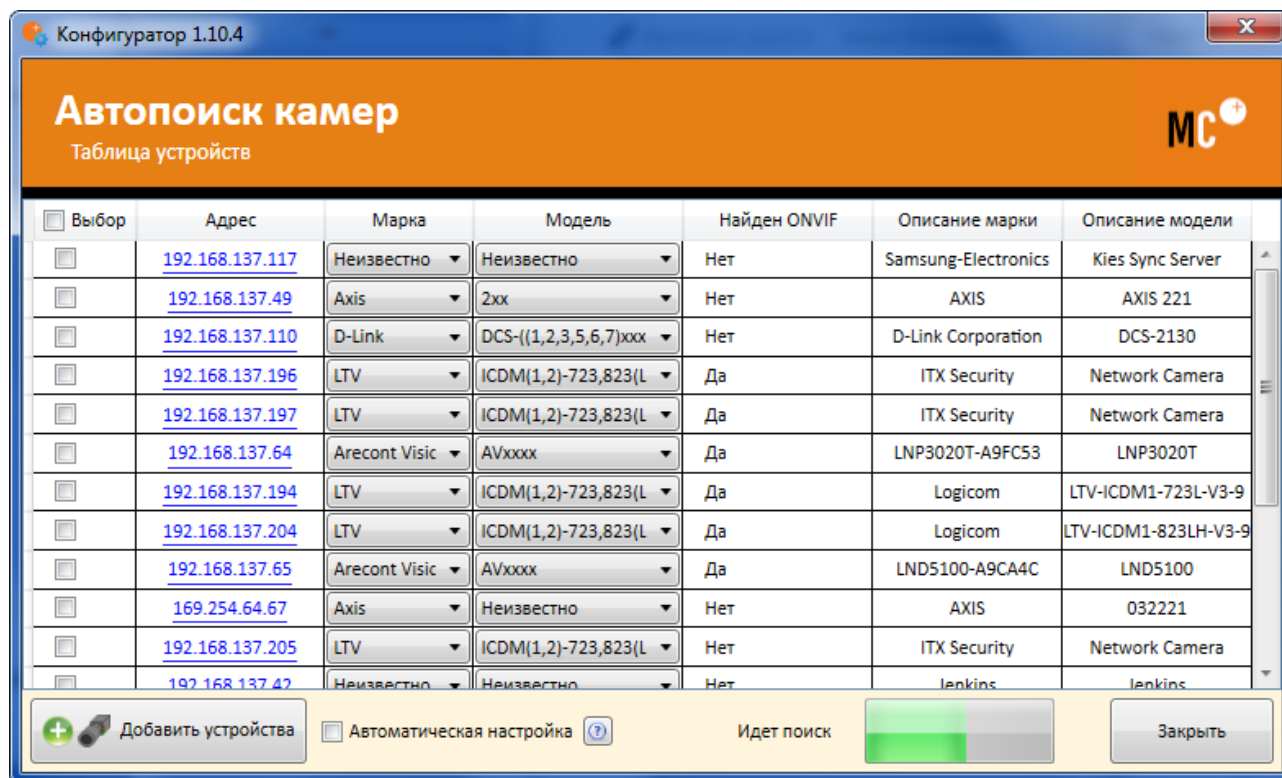 Конфигуратор 1.10.4
Автопоиск камер
Таблица устройств
MC
Выбор Адрес Марка Модель Найден ONVIF Описание марки Описание модели
192.168.137.117 Неизвестно Неизвестно Нет Samsung-Electronics Kies Sync Server
192.168.137.49 Axis 2xx Нет AXIS AXIS 221
192.168.137.110 D-Link DCS-((1,2,3,5,6,7)xxx Нет D-Link Corporation DCS-2130
192.168.137.196 LTV ICDM(1,2)-723,823(L Да ITX Security Network Camera
192.168.137.197 LTV ICDM(1,2)-723,823(L Да ITX Security Network Camera
192.168.137.64 Arecont Visic AVxxxx Да LNP3020T-A9FC53 LNP3020T
192.168.137.194 LTV ICDM(1,2)-723,823(L Да Logicom LTV-ICDM1-723L-V3-9
192.168.137.204 LTV ICDM(1,2)-723,823(L Да Logicom LTV-ICDM1-823LH-V3-9
192.168.137.65 Arecont Visic AVxxxx Да LND5100-A9CA4C LND5100
169.254.64.67 Axis Неизвестно Нет AXIS 032221
192.168.137.205 LTV ICDM(1,2)-723,823(L Нет ITX Security Network Camera
192.168.137.42 Неизвестно Неизвестно Нет Jenkins Jenkins
Добавить устройства Автоматическая настройка ? Идет поиск Закрыть